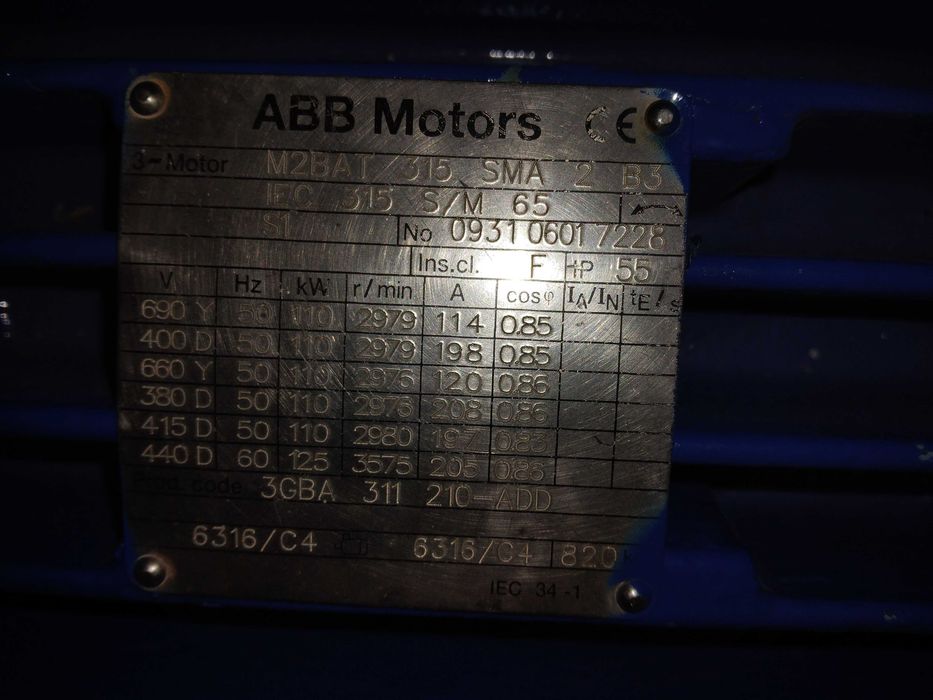 ABB Motors CE
3~Motor M2BAT 315 SMA 2 B3
IEC 315 S/M 65
S1 No 0931 0601 7228
Ins.cl. F IP 55
V Hz kW r/min A cosφ IA/IN tE/s
690 Y 50 110 2979 114 0.85
400 D 50 110 2979 198 0.85
660 Y 50 110 2976 120 0.86
380 D 50 110 2976 208 0.86
415 D 50 110 2980 197 0.83
440 D 60 125 3575 205 0.86
Prod. code 3GBA 311 210-ADD
6316/C4 6316/C4 820
IEC 34-1